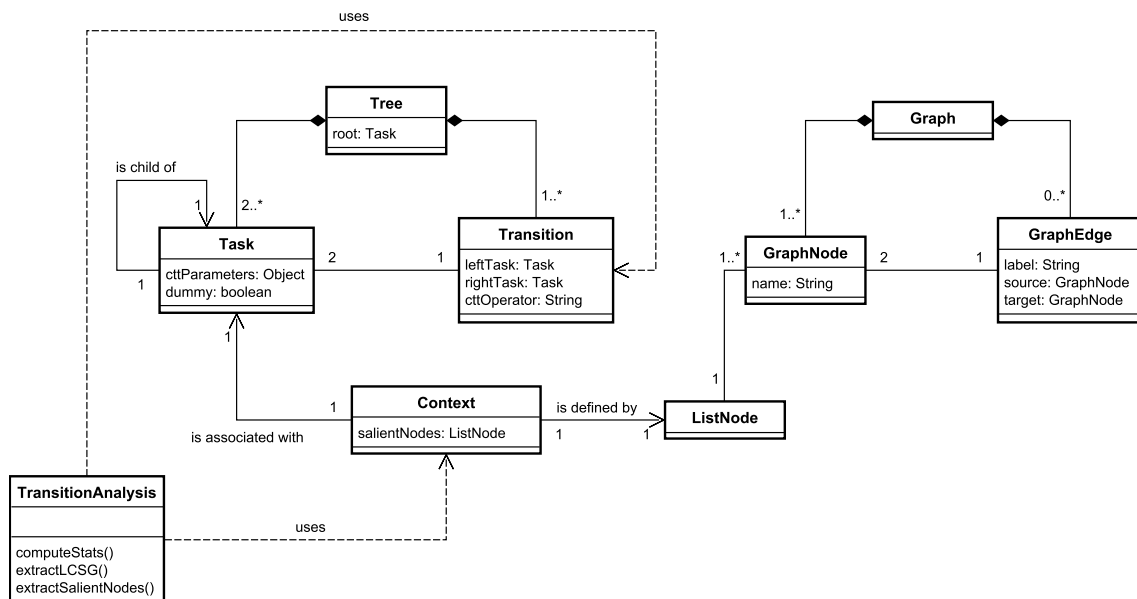 uses
Tree
root: Task
Graph
is child of
1
2..*
1..*
1..*
0..*
Task
cttParameters: Object
dummy: boolean
1
2
1
Transition
leftTask: Task
rightTask: Task
cttOperator: String
1..*
GraphNode
name: String
2
1
GraphEdge
label: String
source: GraphNode
target: GraphNode
1
1
is associated with
Context
salientNodes: ListNode
is defined by
1
1
1
ListNode
TransitionAnalysis
computeStats()
extractLCSG()
extractSalientNodes()
uses